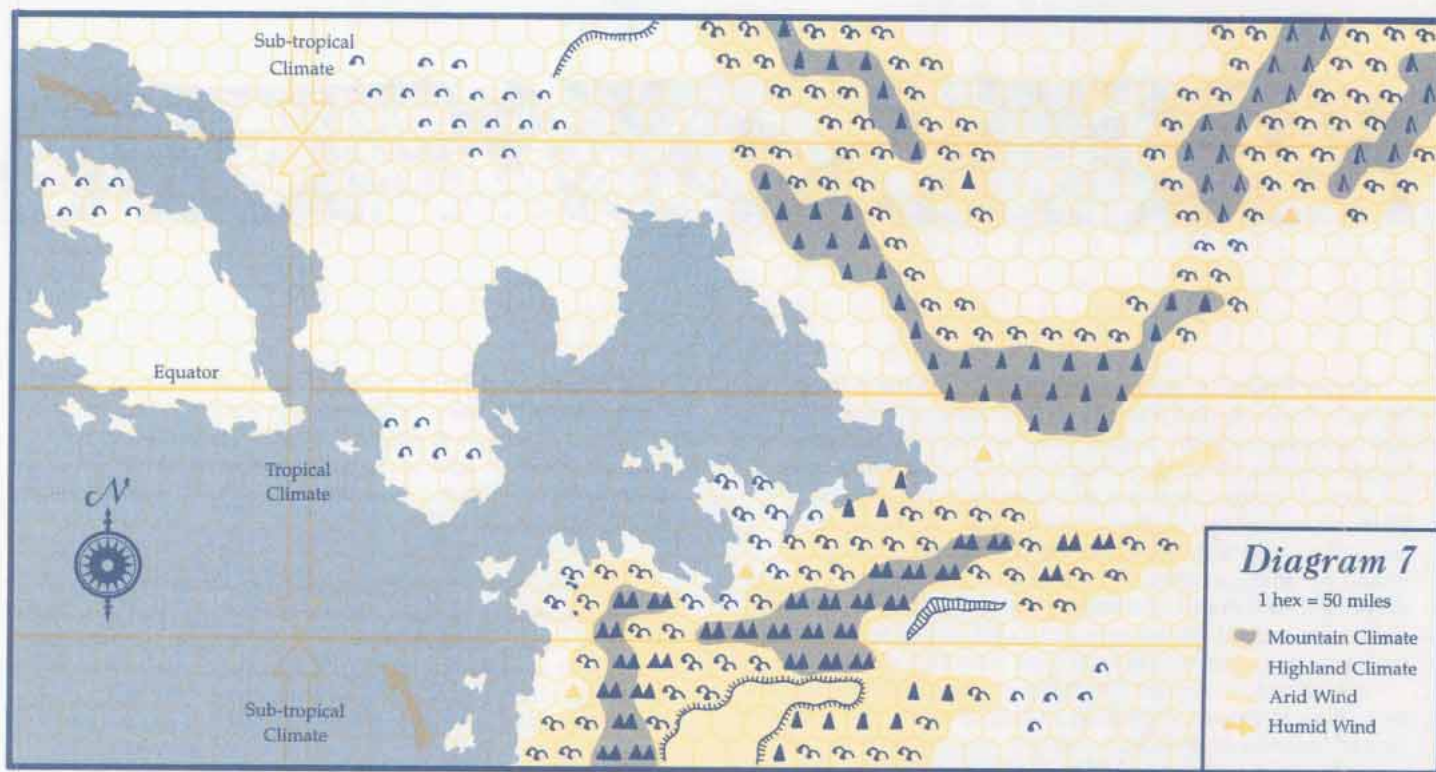 Sub-tropical
Climate
Equator
Tropical
Climate
N
Sub-tropical
Climate
Diagram 7
1 hex = 50 miles
Mountain Climate
Highland Climate
Arid Wind
Humid Wind